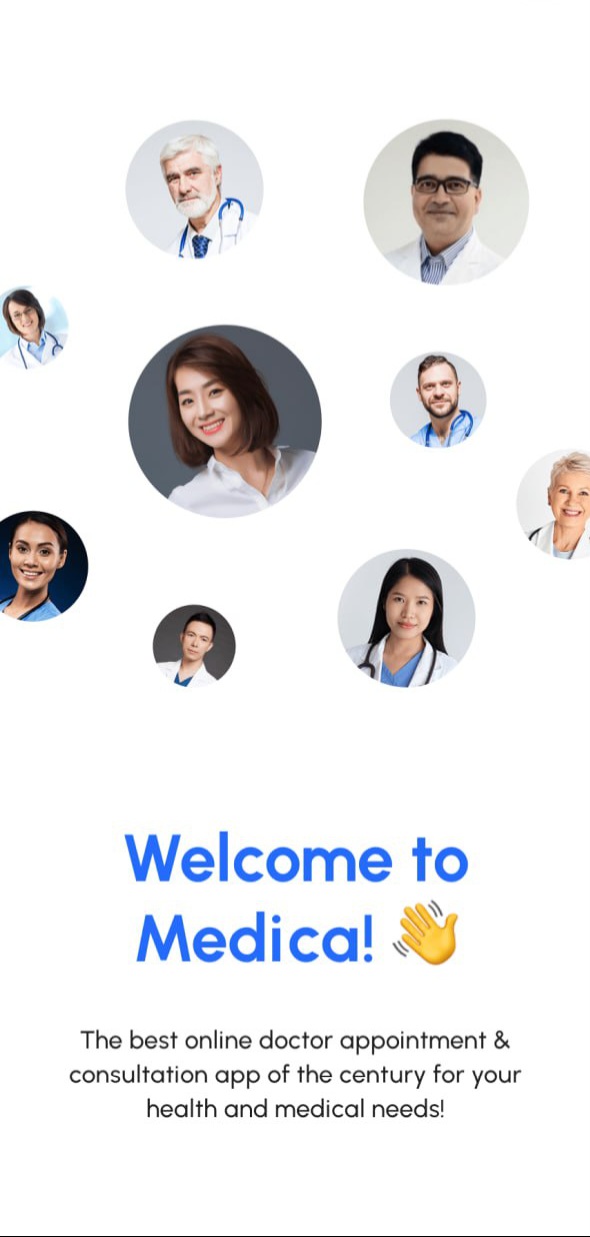 Welcome to
Medica! 👋
The best online doctor appointment &
consultation app of the century for your
health and medical needs!